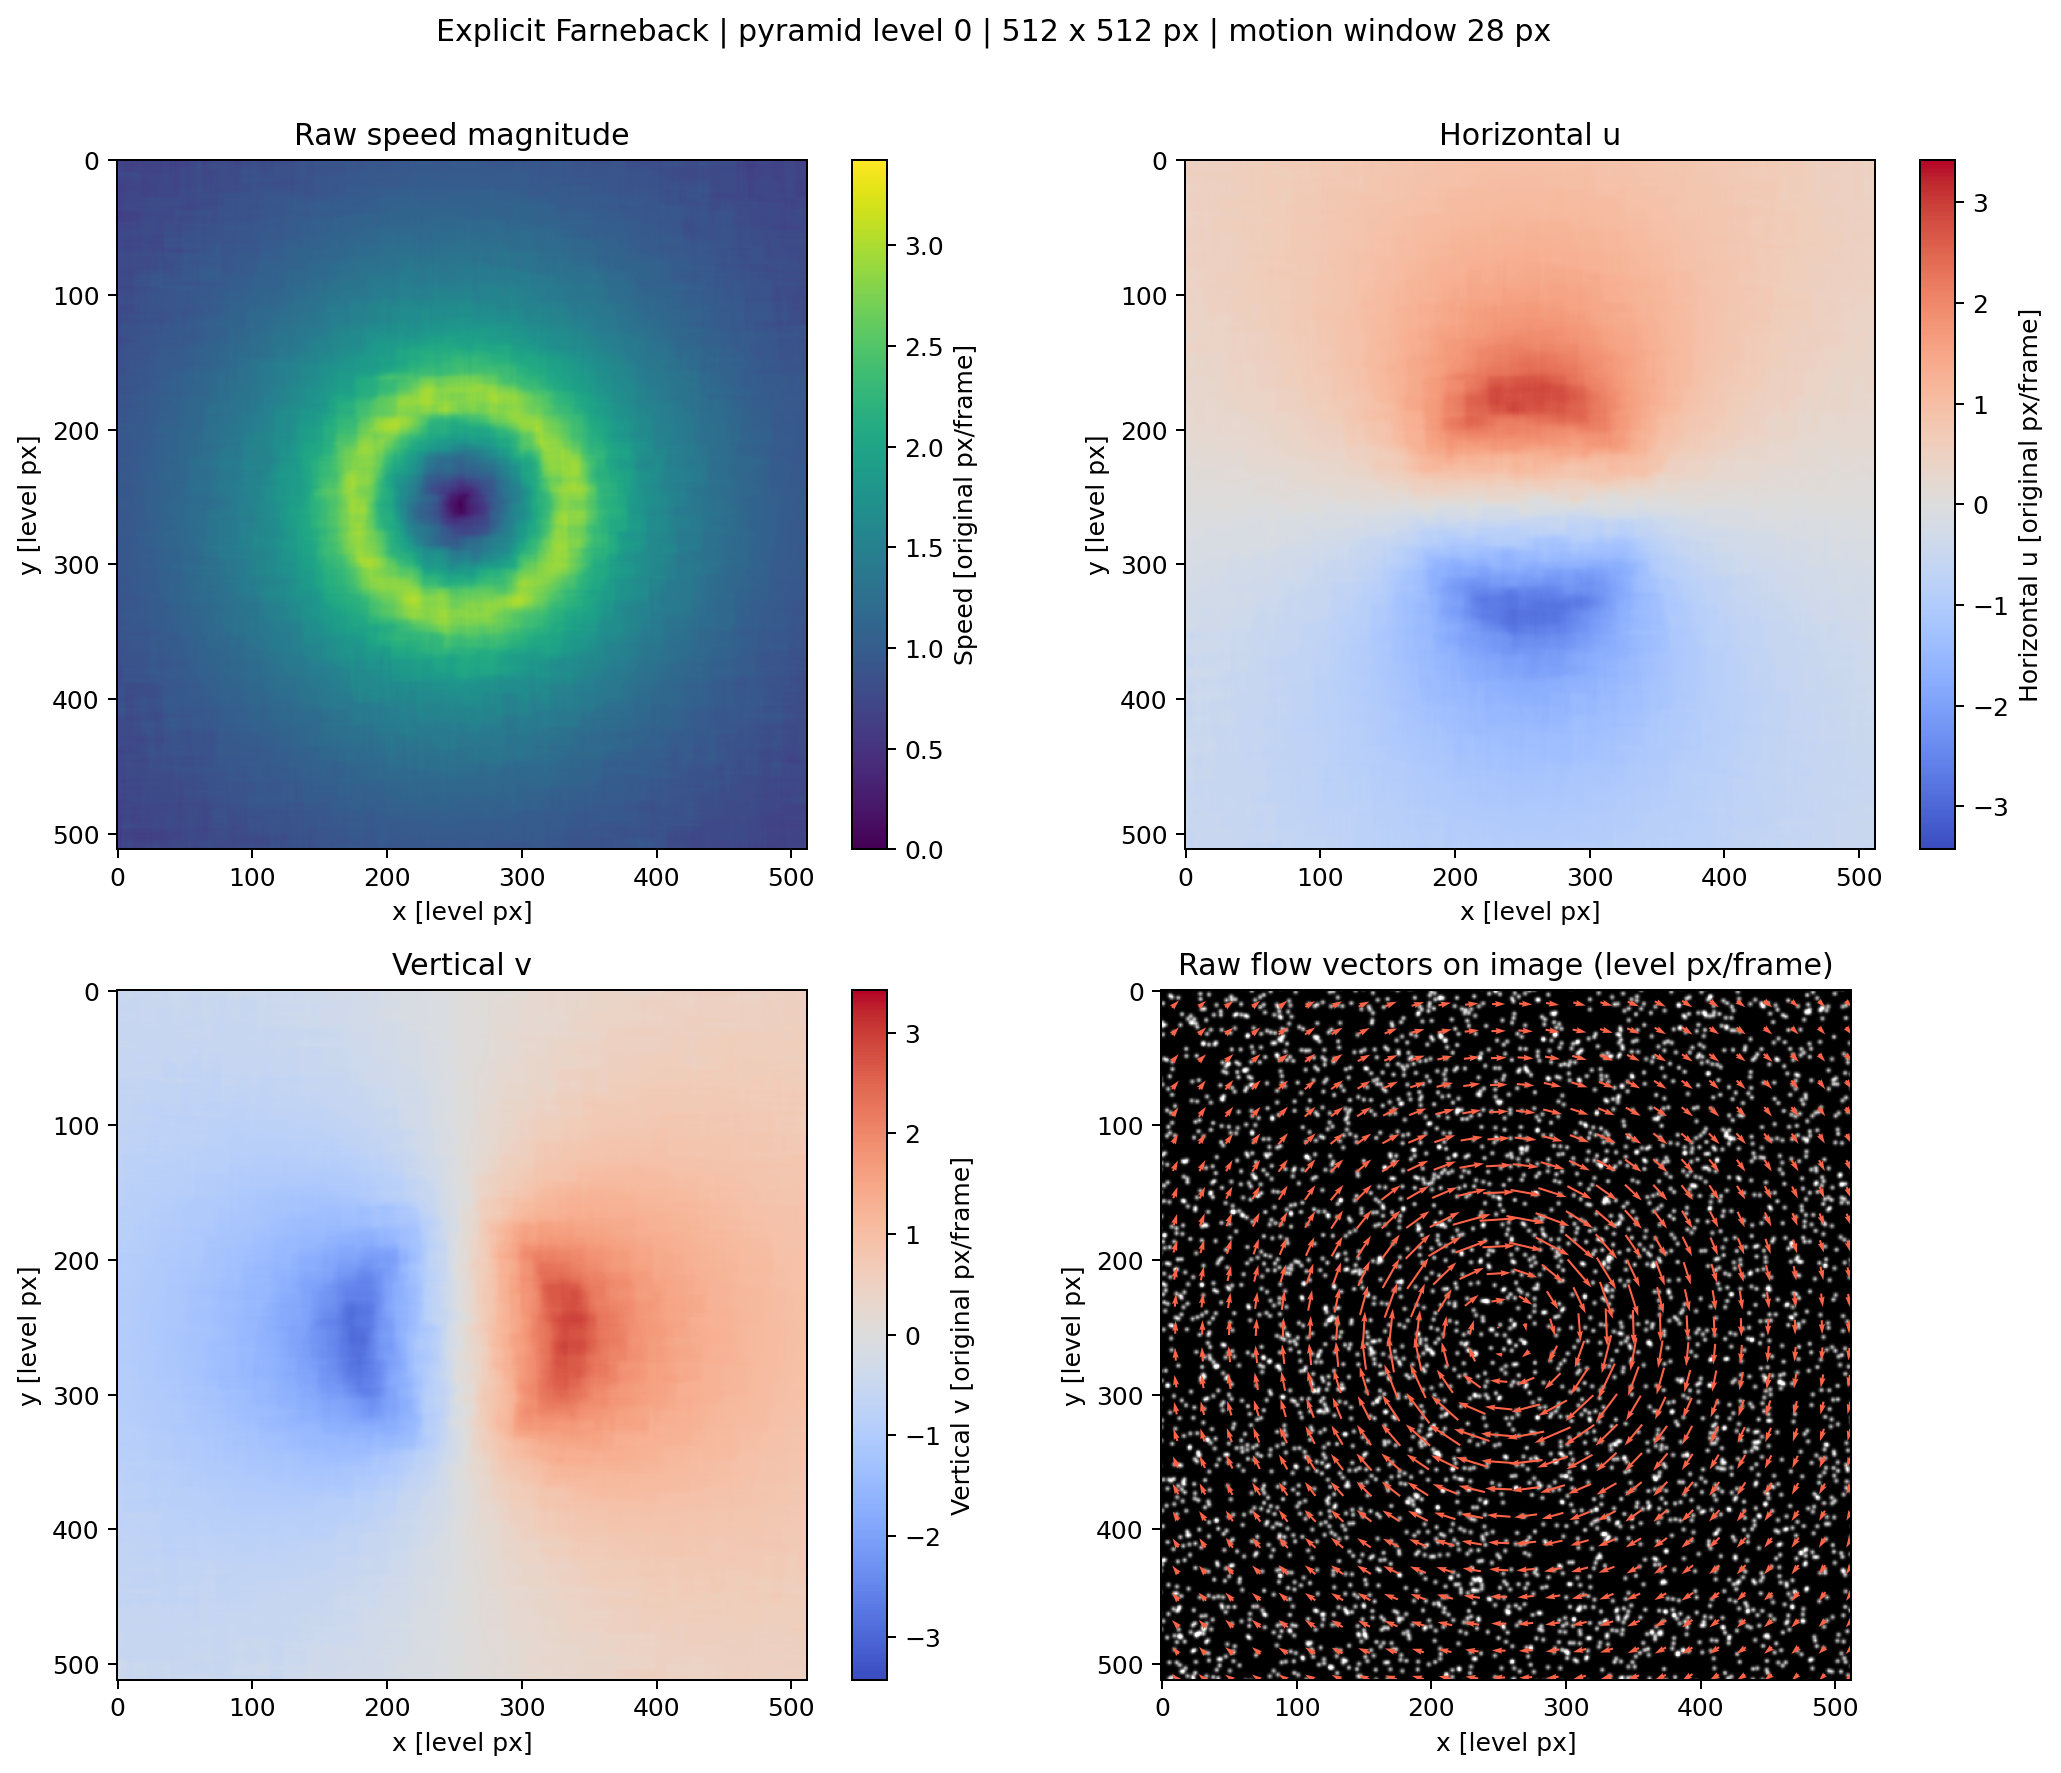 Explicit Farneback | pyramid level 0 | 512 x 512 px | motion window 28 px
Raw speed magnitude
0
100
200
300
400
500
y [level px]
0 100 200 300 400 500
x [level px]
3.0
2.5
2.0
1.5
1.0
0.5
0.0
Speed [original px/frame]
Horizontal u
0
100
200
300
400
500
y [level px]
0 100 200 300 400 500
x [level px]
3
2
1
0
−1
−2
−3
Horizontal u [original px/frame]
Vertical v
0
100
200
300
400
500
y [level px]
0 100 200 300 400 500
x [level px]
3
2
1
0
−1
−2
−3
Vertical v [original px/frame]
Raw flow vectors on image (level px/frame)
0
100
200
300
400
500
y [level px]
0 100 200 300 400 500
x [level px]